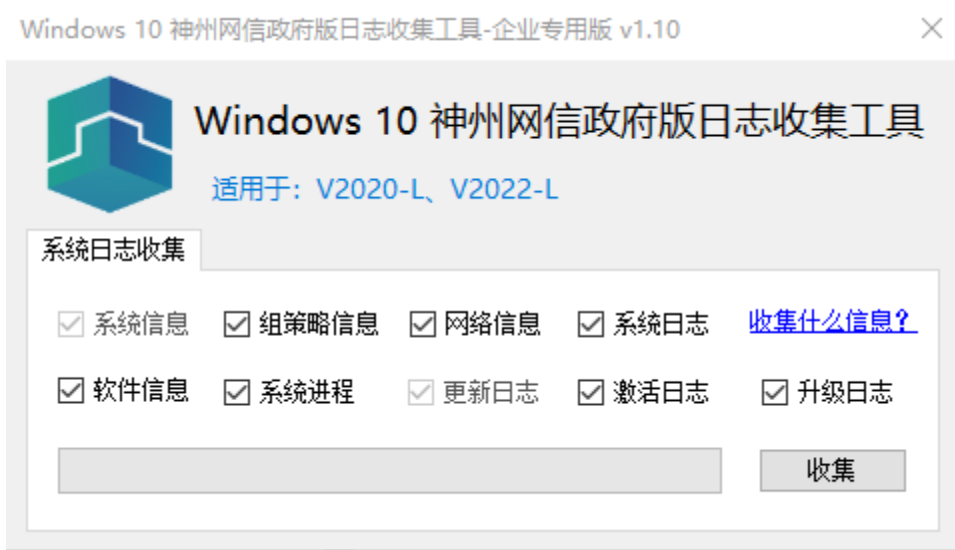 Windows 10 神州网信政府版日志收集工具-企业专用版 v1.10
Windows 10 神州网信政府版日志收集工具
适用于：V2020-L、V2022-L
系统日志收集
系统信息 组策略信息 网络信息 系统日志 收集什么信息？
软件信息 系统进程 更新日志 激活日志 升级日志
收集